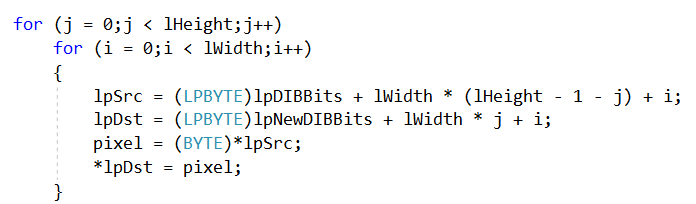 for (j = 0;j < lHeight;j++)
    for (i = 0;i < lWidth;i++)
    {
        lpSrc = (LPBYTE)lpDIBBits + lWidth * (lHeight - 1 - j) + i;
        lpDst = (LPBYTE)lpNewDIBBits + lWidth * j + i;
        pixel = (BYTE)*lpSrc;
        *lpDst = pixel;
    }